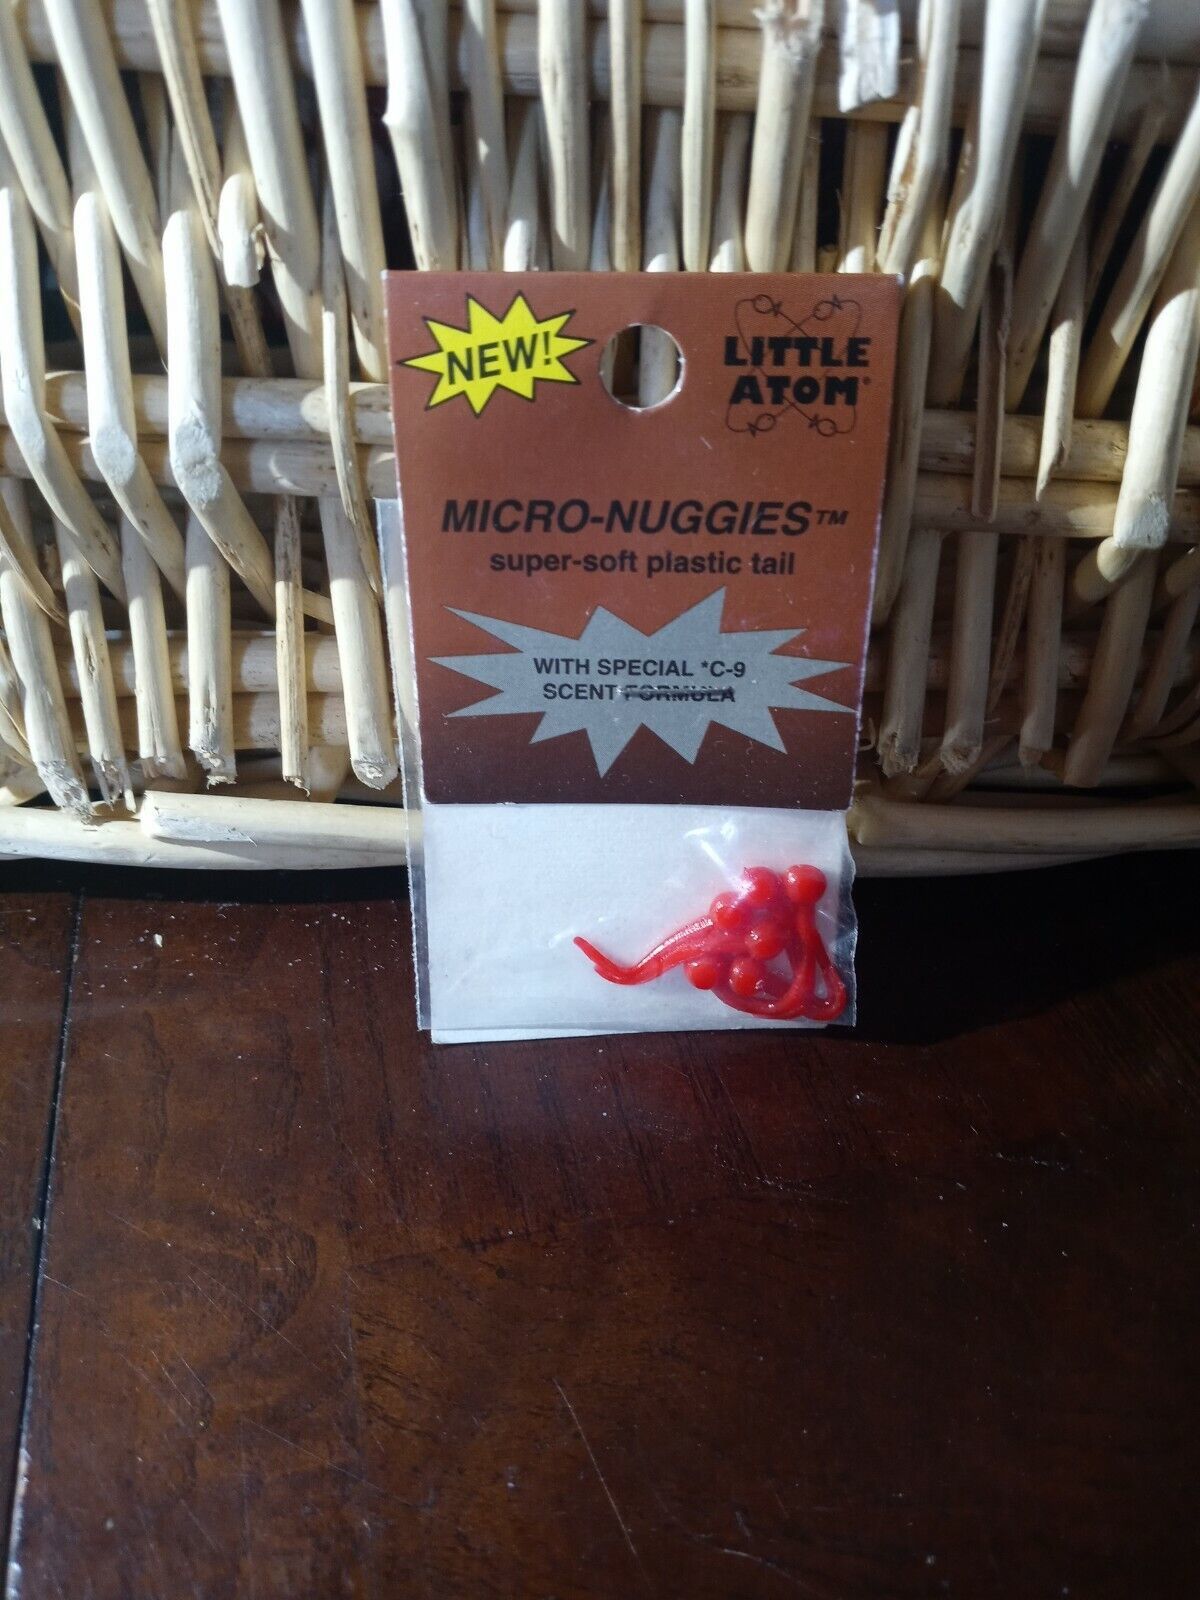 NEW!
LITTLE
ATOM®
MICRO-NUGGIES™
super-soft plastic tail
WITH SPECIAL *C-9
SCENT FORMULA